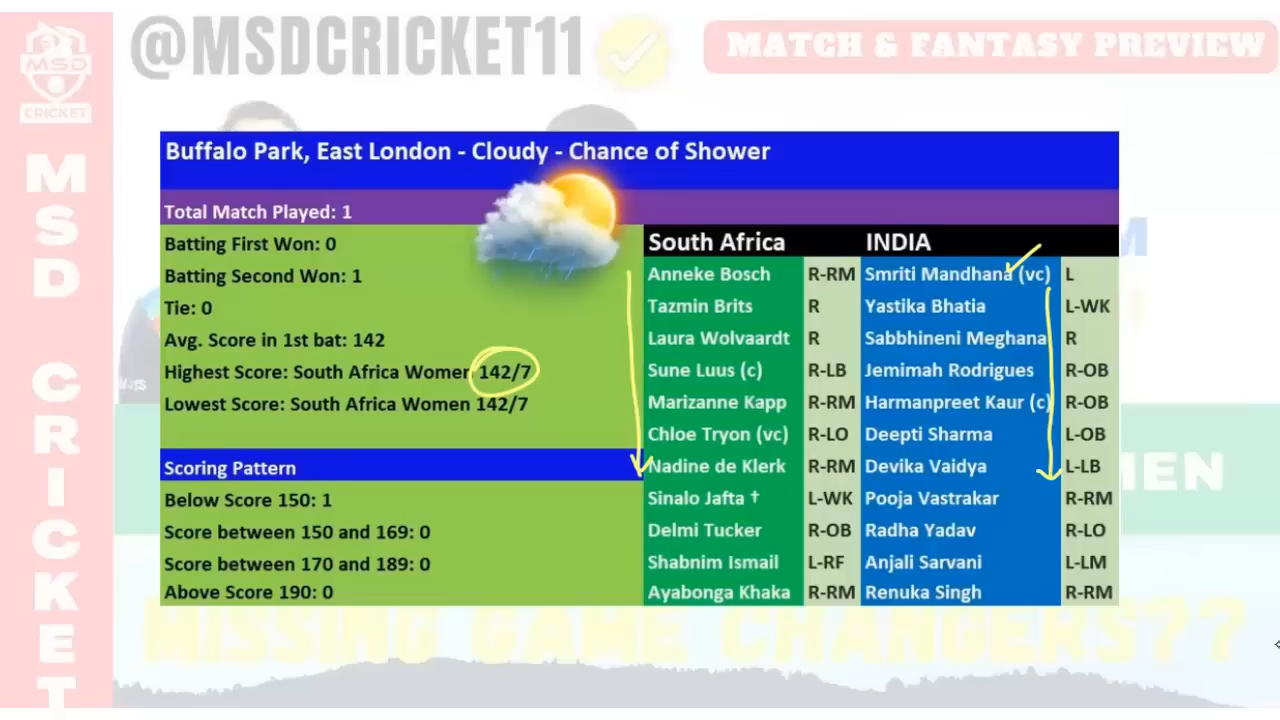 @MSDCRICKET11
MATCH & FANTASY PREVIEW
MSD
CRICKET
MSD CRICKET
Buffalo Park, East London - Cloudy - Chance of Shower
Total Match Played: 1
Batting First Won: 0
Batting Second Won: 1
Tie: 0
Avg. Score in 1st bat: 142
Highest Score: South Africa Women 142/7
Lowest Score: South Africa Women 142/7
Scoring Pattern
Below Score 150: 1
Score between 150 and 169: 0
Score between 170 and 189: 0
Above Score 190: 0
South Africa INDIA
Anneke Bosch R-RM Smriti Mandhana (vc) L
Tazmin Brits R Yastika Bhatia L-WK
Laura Wolvaardt R Sabbhineni Meghana R
Sune Luus (c) R-LB Jemimah Rodrigues R-OB
Marizanne Kapp R-RM Harmanpreet Kaur (c) R-OB
Chloe Tryon (vc) R-LO Deepti Sharma L-OB
Nadine de Klerk R-RM Devika Vaidya L-LB
Sinalo Jafta † L-WK Pooja Vastrakar R-RM
Delmi Tucker R-OB Radha Yadav R-LO
Shabnim Ismail L-RF Anjali Sarvani L-LM
Ayabonga Khaka R-RM Renuka Singh R-RM
MISSING GAME CHANGERS??